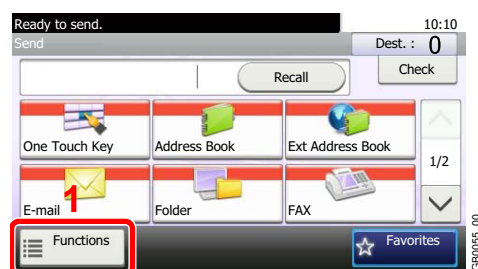 Ready to send.
10:10
Send
Dest. :
0
Recall
Check
One Touch Key
Address Book
Ext Address Book
1/2
1
E-mail
Folder
FAX
Functions
Favorites
GB0055_00